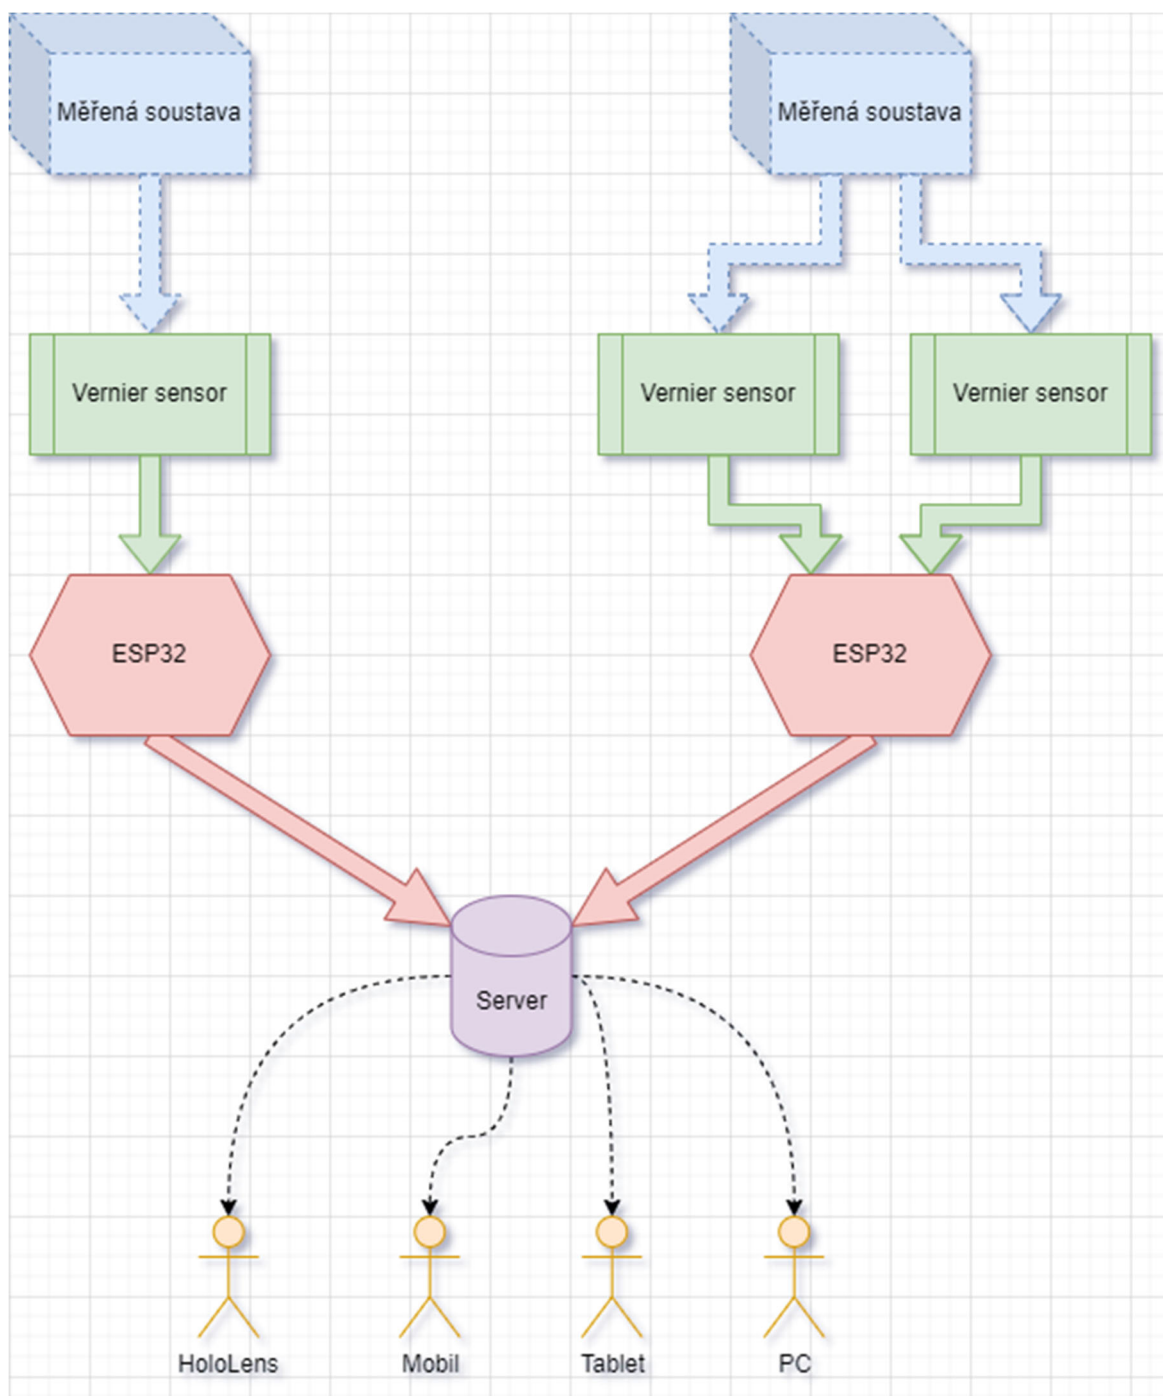 Měřená soustava
Měřená soustava
Vernier sensor
Vernier sensor
Vernier sensor
ESP32
ESP32
Server
HoloLens
Mobil
Tablet
PC